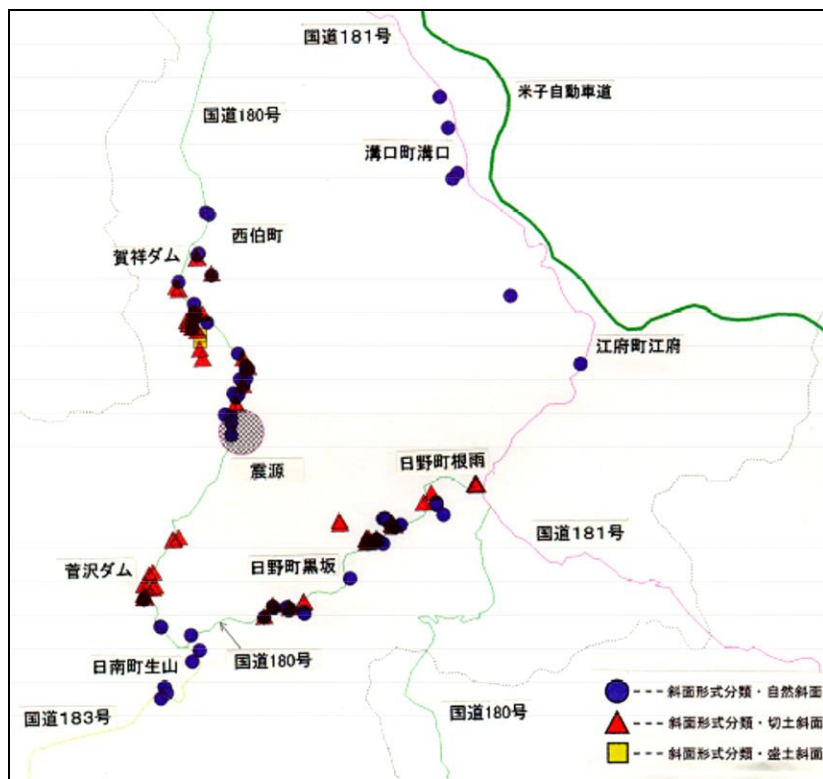 国道181号
米子自動車道
国道180号
溝口町溝口
西伯町
賀祥ダム
江府町江府
日野町根雨
震源
国道181号
菅沢ダム
日野町黒坂
国道180号
日南町生山
国道183号
国道180号
斜面形式分類・自然斜面
斜面形式分類・切土斜面
斜面形式分類・盛土斜面